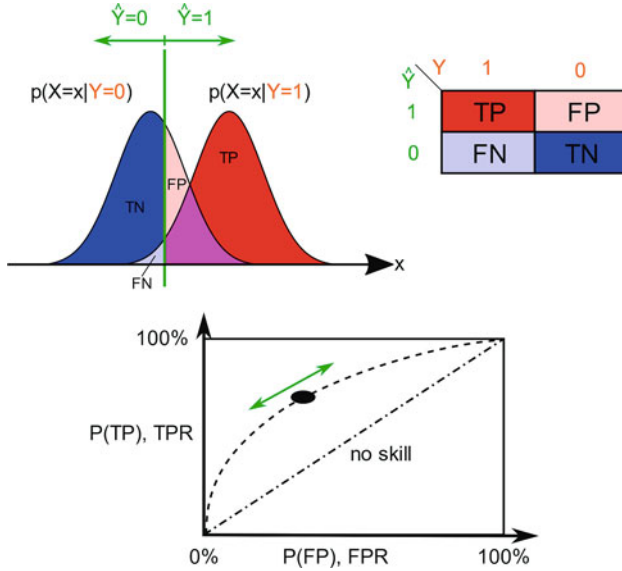 Ŷ=0 Ŷ=1
p(X=x|Y=0) p(X=x|Y=1)
TN
FP
TP
FN
x
Ŷ Y 1 0
1 TP FP
0 FN TN
100%
P(TP), TPR
no skill
0% P(FP), FPR 100%